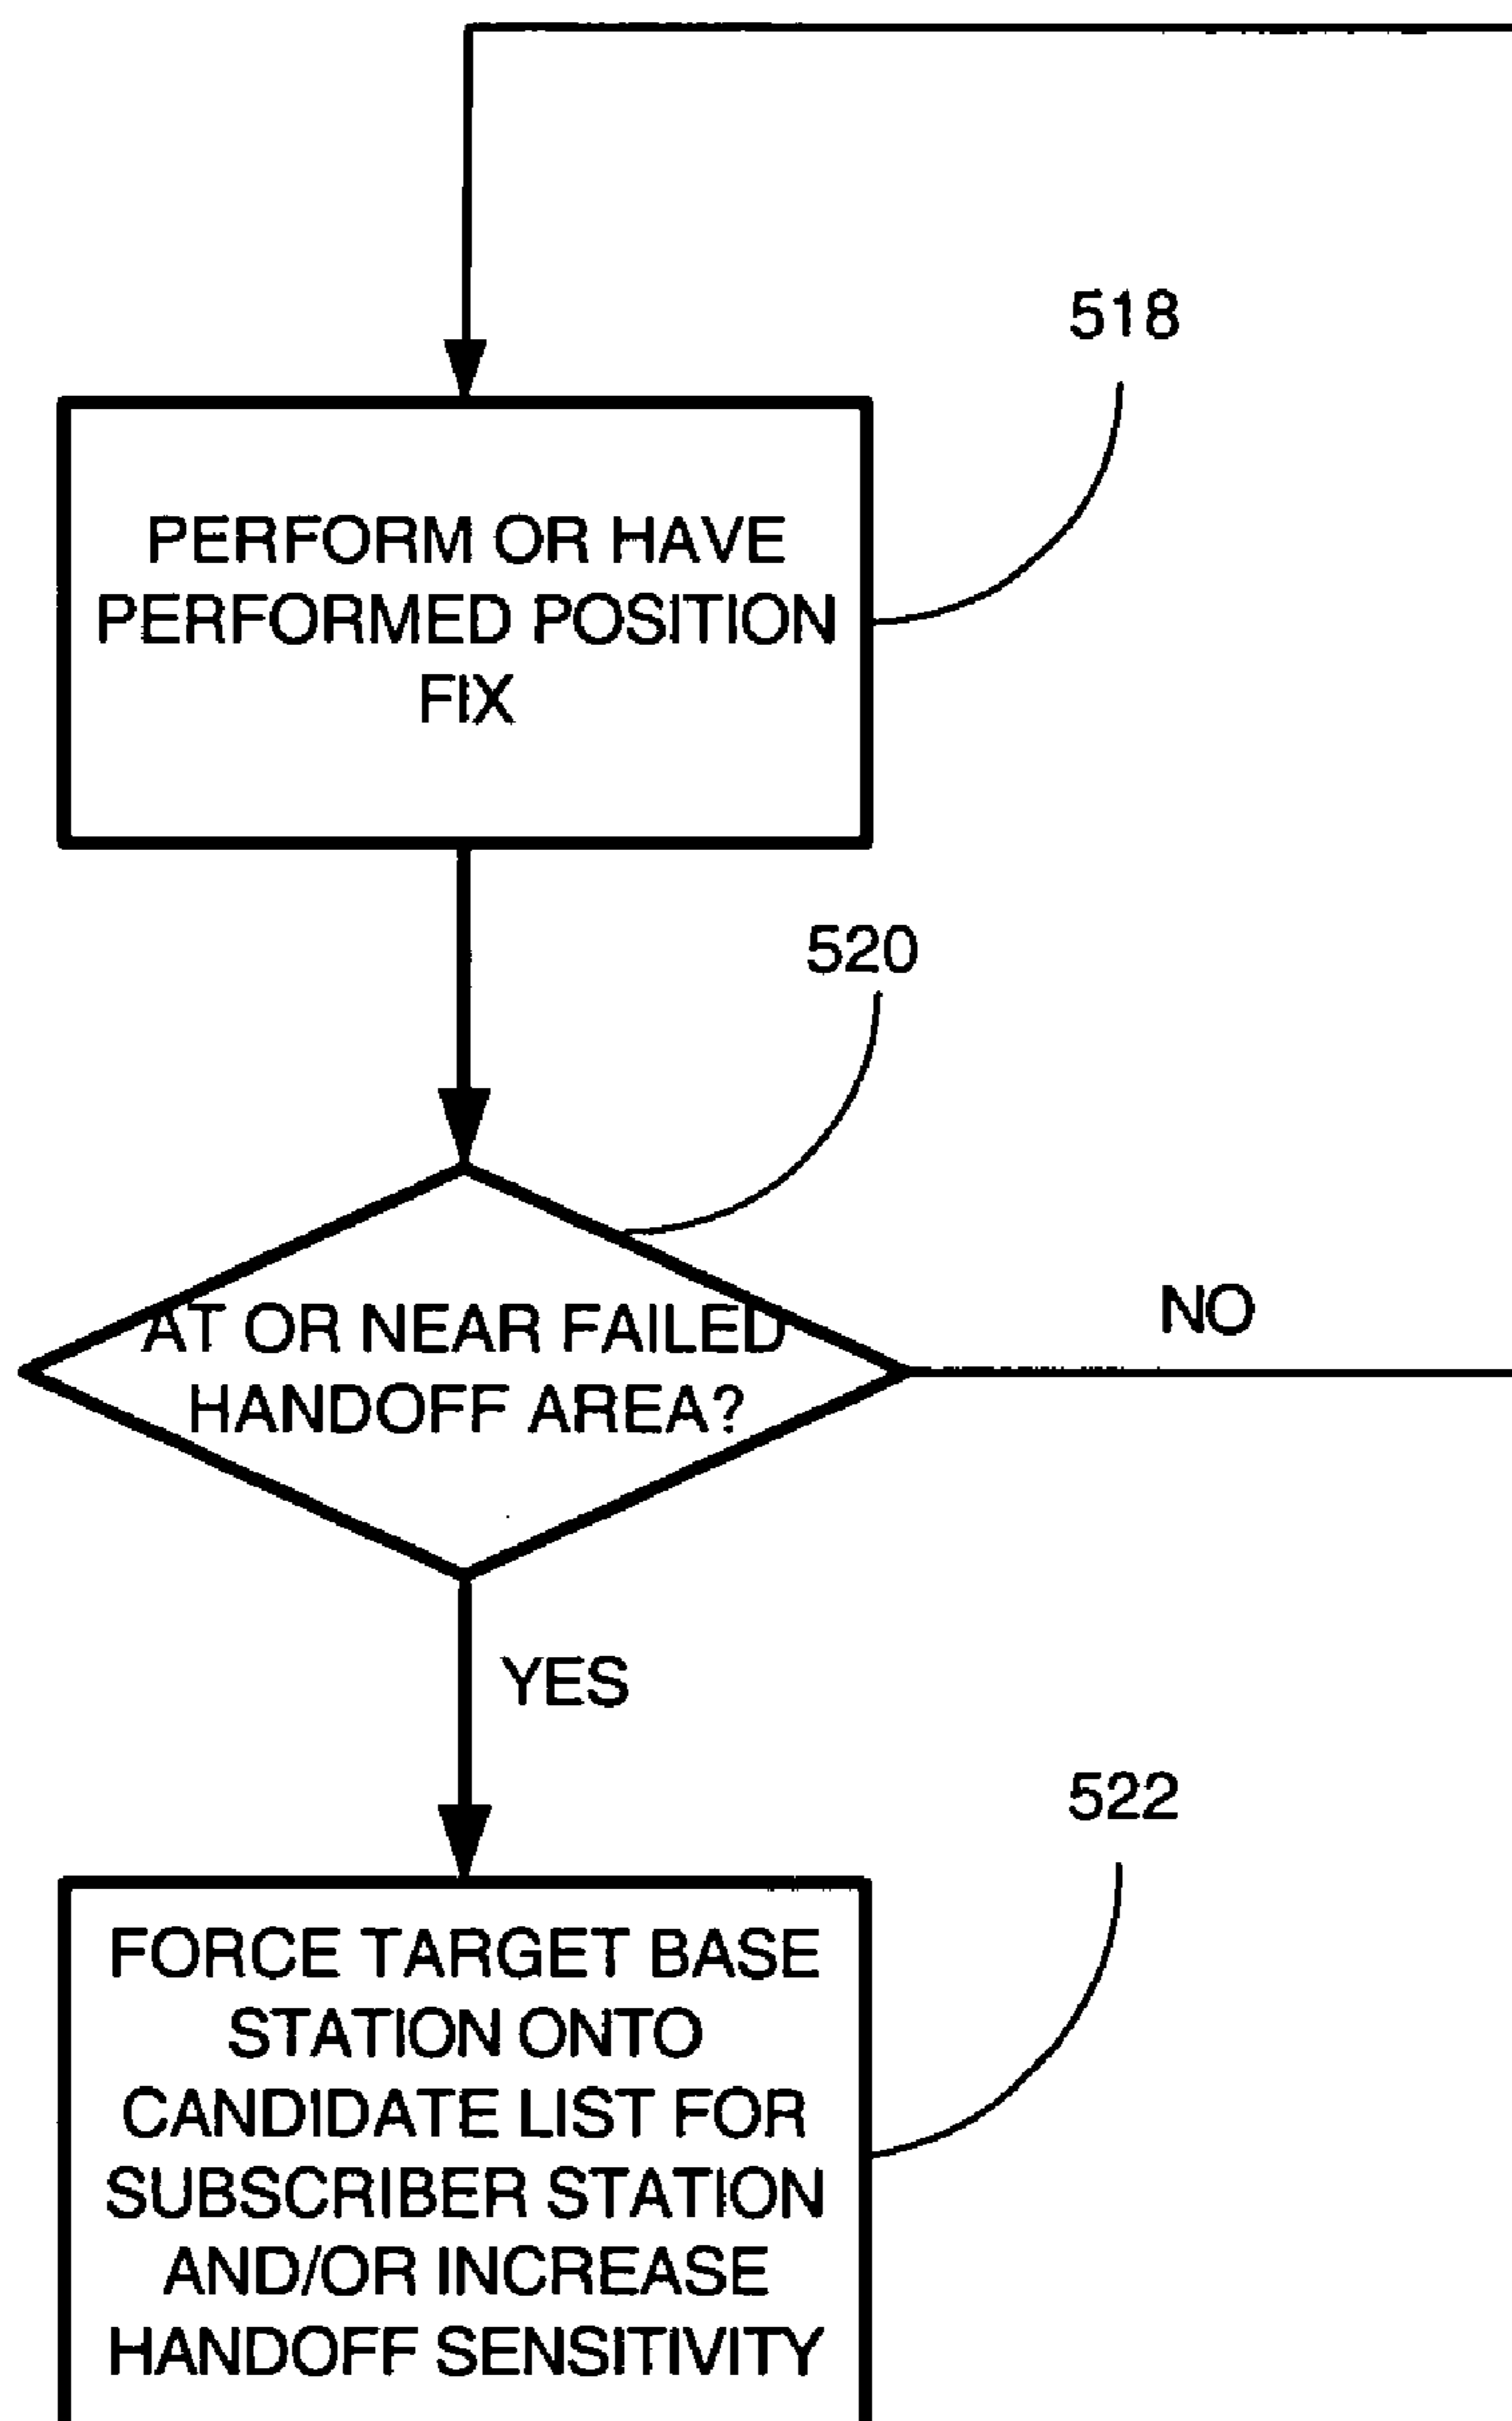 518
PERFORM OR HAVE
PERFORMED POSITION
FIX
520
AT OR NEAR FAILED
HANDOFF AREA?
NO
YES
522
FORCE TARGET BASE
STATION ONTO
CANDIDATE LIST FOR
SUBSCRIBER STATION
AND/OR INCREASE
HANDOFF SENSITIVITY